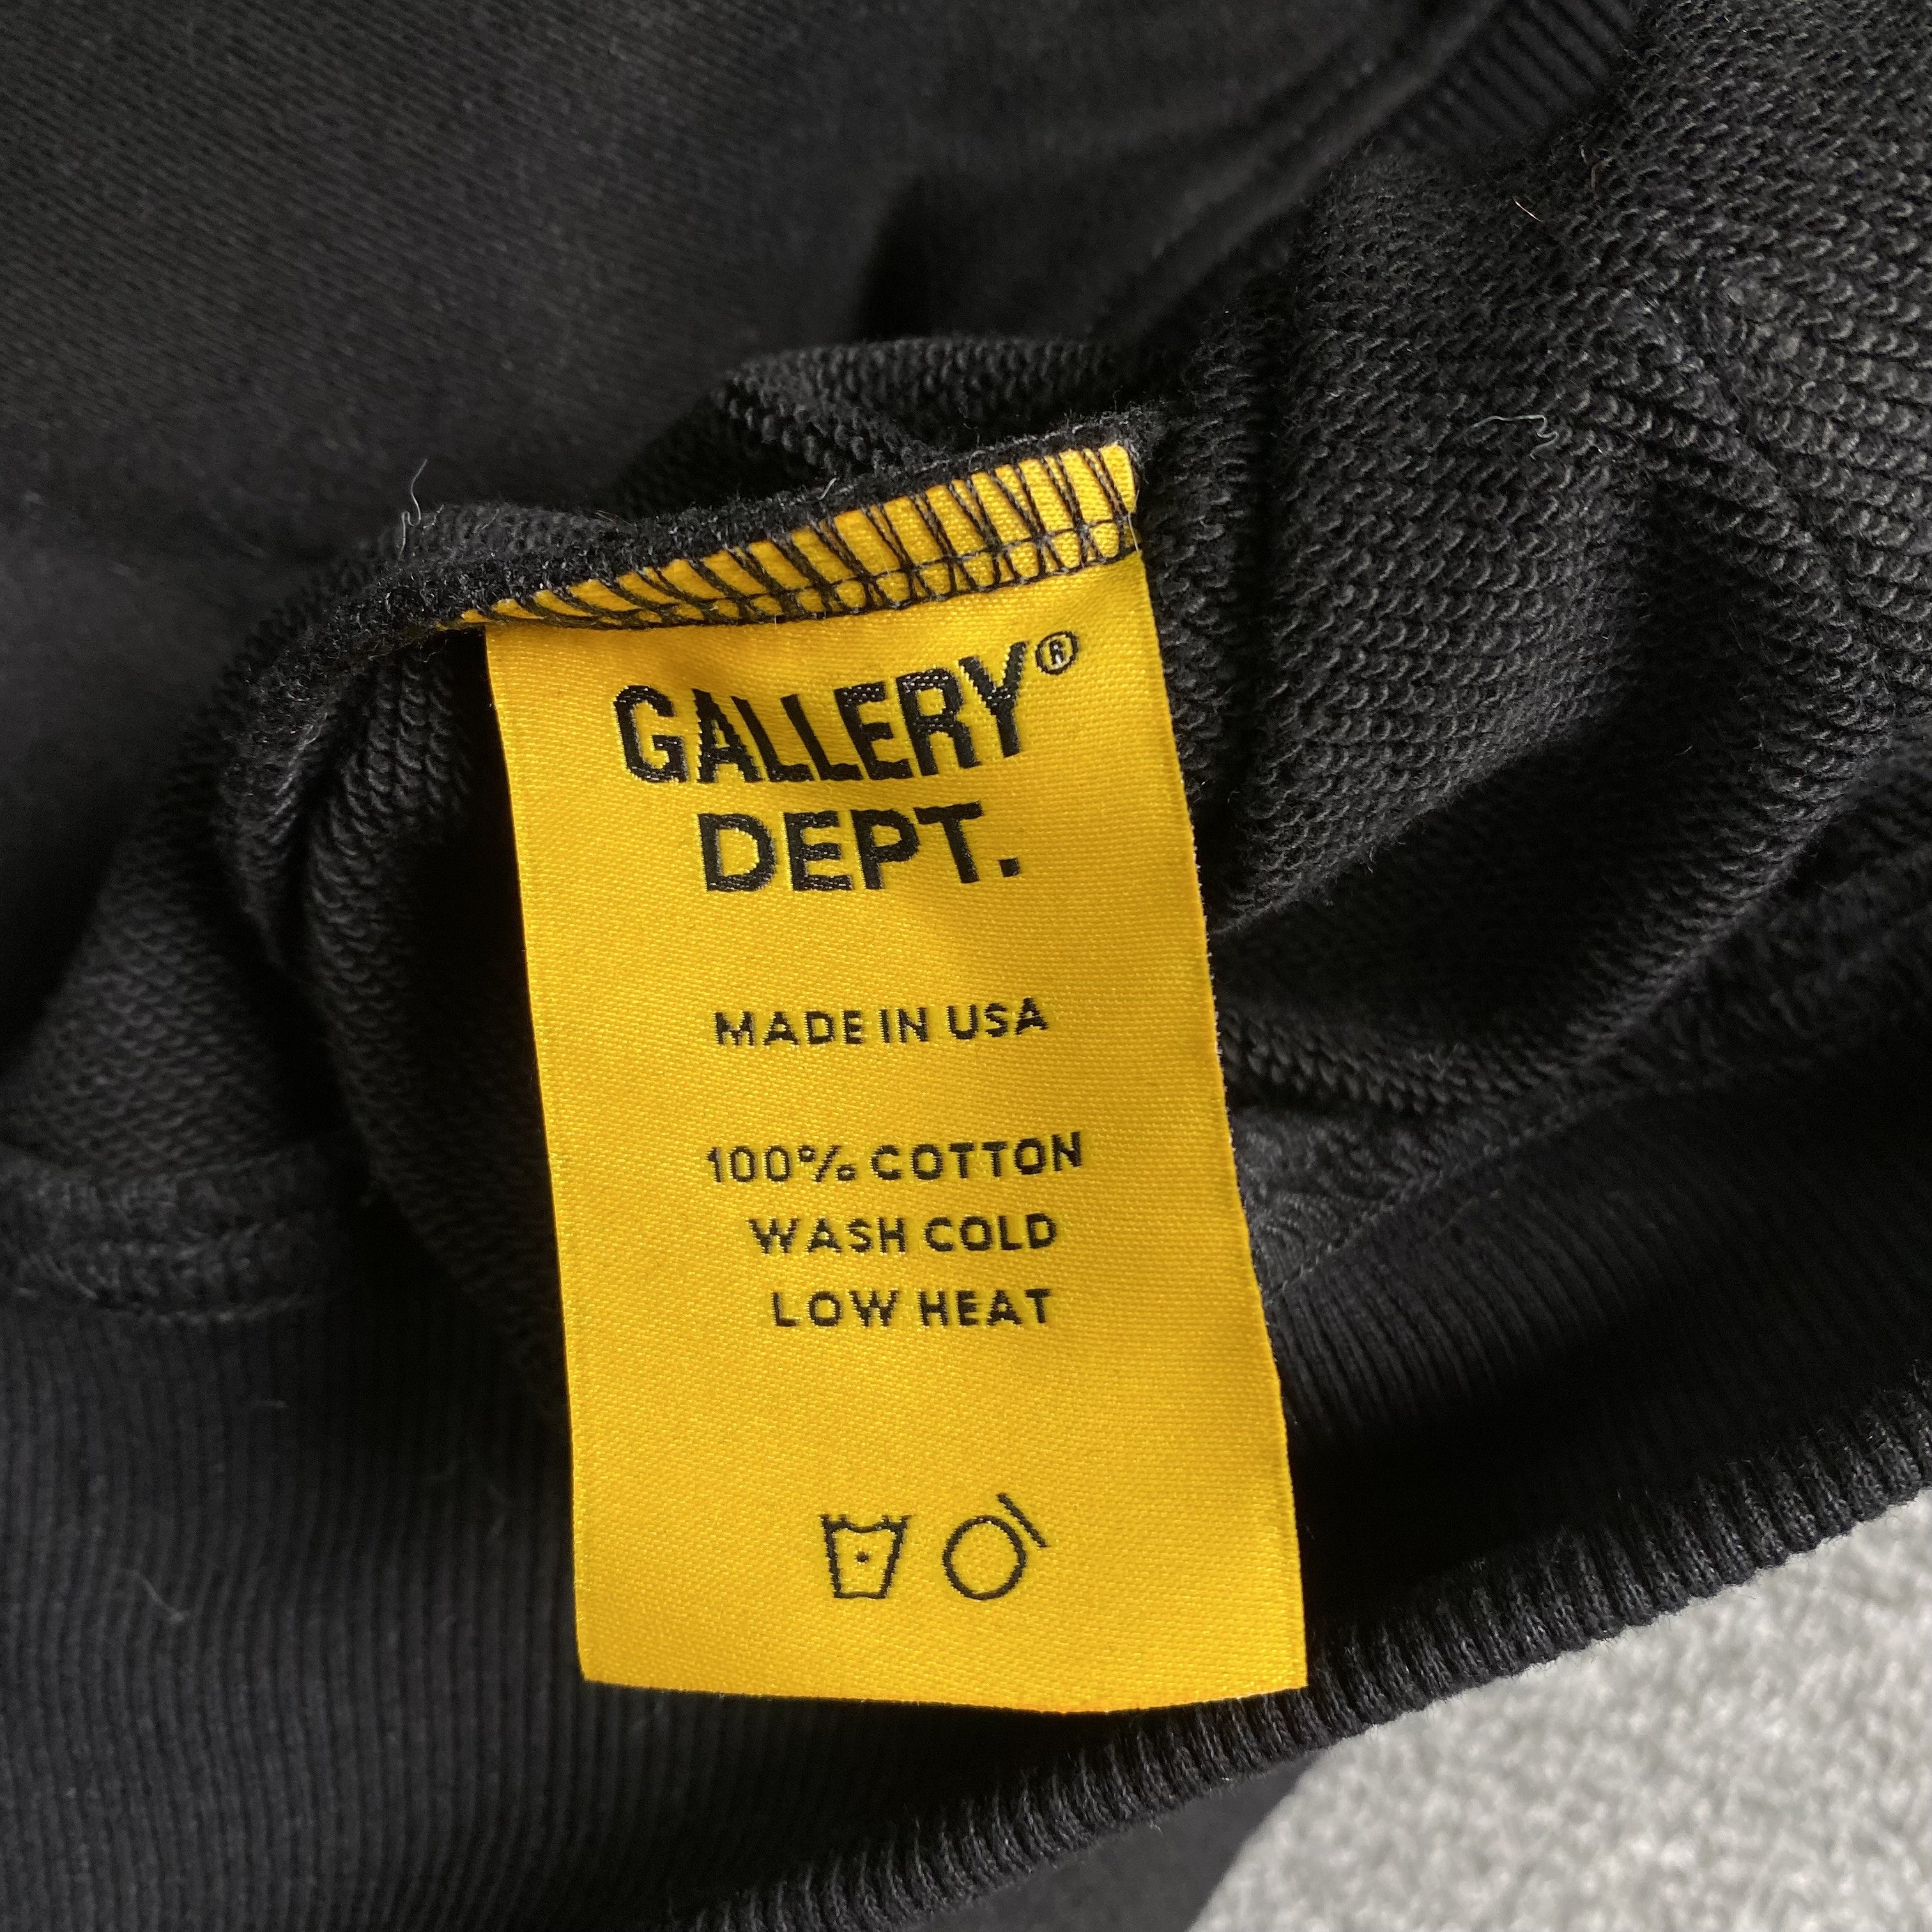 GALLERY®
DEPT.
MADE IN USA
100% COTTON
WASH COLD
LOW HEAT